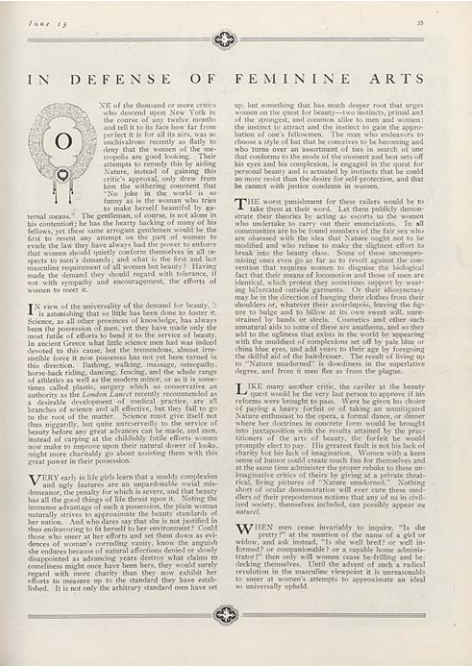 June 15
33
IN DEFENSE OF FEMININE ARTS
ONE of the thousand or more critics
who descend upon New York in
the course of any twelve months
and tell it to its face how far from
perfect it is for all its airs, was so
unchivalrous recently as flatly to
deny that the women of the me-
tropolis are good looking. Their
attempts to remedy this by aiding
Nature, instead of gaining this
critic's approval, only drew from
him the withering comment that
"No joke in the world is so
funny as is the woman who tries
to make herself beautiful by ex-
ternal means." The gentleman, of course, is not alone in
his contention; he has the hearty backing of many of his
fellows, yet these same arrogant gentlemen would be the
first to resent any attempt on the part of women to
evade the law they have always had the power to enforce
that women should quietly conform themselves in all re-
spects to men's demands; and what is the first and last
masculine requirement of all women but beauty? Having
made the demand they should regard with tolerance, if
not with sympathy and encouragement, the efforts of
women to meet it.
IN view of the universality of the demand for beauty, it
is astonishing that so little has been done to foster it.
Science, as all other provinces of knowledge, has always
been the possession of men, yet they have made only the
most futile of efforts to bend it to the service of beauty.
In ancient Greece what little science men had was indeed
devoted to this cause, but the tremendous, almost irre-
sistible force it now possesses has not yet been turned in
this direction. Bathing, walking, massage, osteopathy,
horse-back riding, dancing, fencing, and the whole range
of athletics as well as the modern minor, or as it is some-
times called plastic, surgery which so conservative an
authority as the London Lancet recently recommended as
a desirable development of medical practice, are all
branches of science and all effective, but they fail to go
to the root of the matter. Science must give itself not
thus niggardly, but quite unreservedly to the service of
beauty before any great advances can be made, and men,
instead of carping at the childishly futile efforts women
now make to improve upon their natural dower of looks,
might more charitably go about assisting them with this
great power in their possession.
VERY early in life girls learn that a muddy complexion
and ugly features are an unpardonable social mis-
demeanor, the penalty for which is severe, and that beauty
has all the good things of life thrust upon it. Noting the
immense advantage of such a possession, the plain woman
naturally strives to approximate the beauty standards of
her nation. And who dares say that she is not justified in
thus endeavoring to fit herself to her environment? Could
those who sneer at her efforts and set them down as evi-
dences of woman's corroding vanity, know the anguish
she endures because of natural affections denied or slowly
disappointed as advancing years destroy what claims to
comeliness might once have been hers, they would surely
regard with more charity than they now exhibit her
efforts to measure up to the standard they have estab-
lished. It is not only the arbitrary standard men have set
up, but something that has much deeper root that urges
women on the quest for beauty—two instincts, primal and
of the strongest, and common alike to men and women:
the instinct to attract and the instinct to gain the appro-
bation of one's fellowmen. The man who endeavors to
choose a style of hat that he conceives to be becoming and
who turns over an assortment of ties in search of one
that conforms to the mode of the moment and best sets off
his eyes and his complexion, is engaged in the quest for
personal beauty and is actuated by instincts that he could
no more resist than the desire for self-protection, and that
he cannot with justice condemn in women.
THE worst punishment for these railers would be to
take them at their word. Let them publicly demon-
strate their theories by acting as escorts to the women
who undertake to carry out their enunciations. In all
communities are to be found members of the fair sex who
are obsessed with the idea that Nature ought not to be
modified and who refuse to make the slightest effort to
break into the beauty class. Some of these uncompro-
mising ones even go so far as to revolt against the con-
vention that requires women to disguise the biological
fact that their means of locomotion and those of men are
identical, which protest they sometimes support by wear-
ing bifurcated outside garments. Or their idiosyncrasy
may be in the direction of hanging their clothes from their
shoulders or, whatever their avoirdupois, leaving the fig-
ure to bulge and to billow at its own sweet will, unre-
strained by bands or steels. Cosmetics and other such
unnatural aids to some of these are anathema, and so they
add to the ugliness that exists in the world by appearing
with the muddiest of complexions set off by pale blue or
china blue eyes, and add years to their age by foregoing
the skilful aid of the hairdresser. The result of living up
to "Nature unadorned" is dowdiness in the superlative
degree, and from it men flee as from the plague.
LIKE many another critic, the caviler at the beauty
quest would be the very last person to approve if his
reforms were brought to pass. Were he given his choice
of paying a heavy forfeit or of taking an unmitigated
Nature enthusiast to the opera, a formal dance, or dinner
where her doctrines in concrete form would be brought
into juxtaposition with the results attained by the prac-
titioners of the arts of beauty, the forfeit he would
promptly elect to pay. His greatest fault is not his lack of
charity but his lack of imagination. Women with a keen
sense of humor could create much fun for themselves and
at the same time administer the proper rebuke to these un-
imaginative critics of theirs by giving at a private theat-
rical, living pictures of "Nature unadorned." Nothing
short of ocular demonstration will ever cure these med-
dlers of their preposterous notions that any of us in civil-
ized society, themselves included, can possibly appear au
naturel.
WHEN men cease invariably to inquire, "Is she
pretty?" at the mention of the name of a girl or
widow, and ask instead, "Is she well bred? or well in-
formed? or companionable? or a capable home adminis-
trator?" then only will women cease be-frilling and be-
decking themselves. Until the advent of such a radical
revolution in the masculine viewpoint it is unreasonable
to sneer at women's attempts to approximate an ideal
so universally upheld.